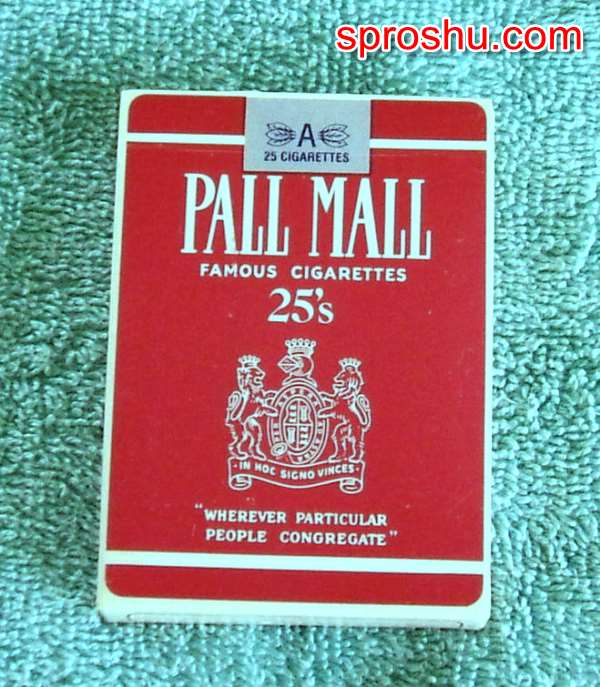 sproshu.com
A
25 CIGARETTES
PALL MALL
FAMOUS CIGARETTES
25's
IN HOC SIGNO VINCES
"WHEREVER PARTICULAR
PEOPLE CONGREGATE"